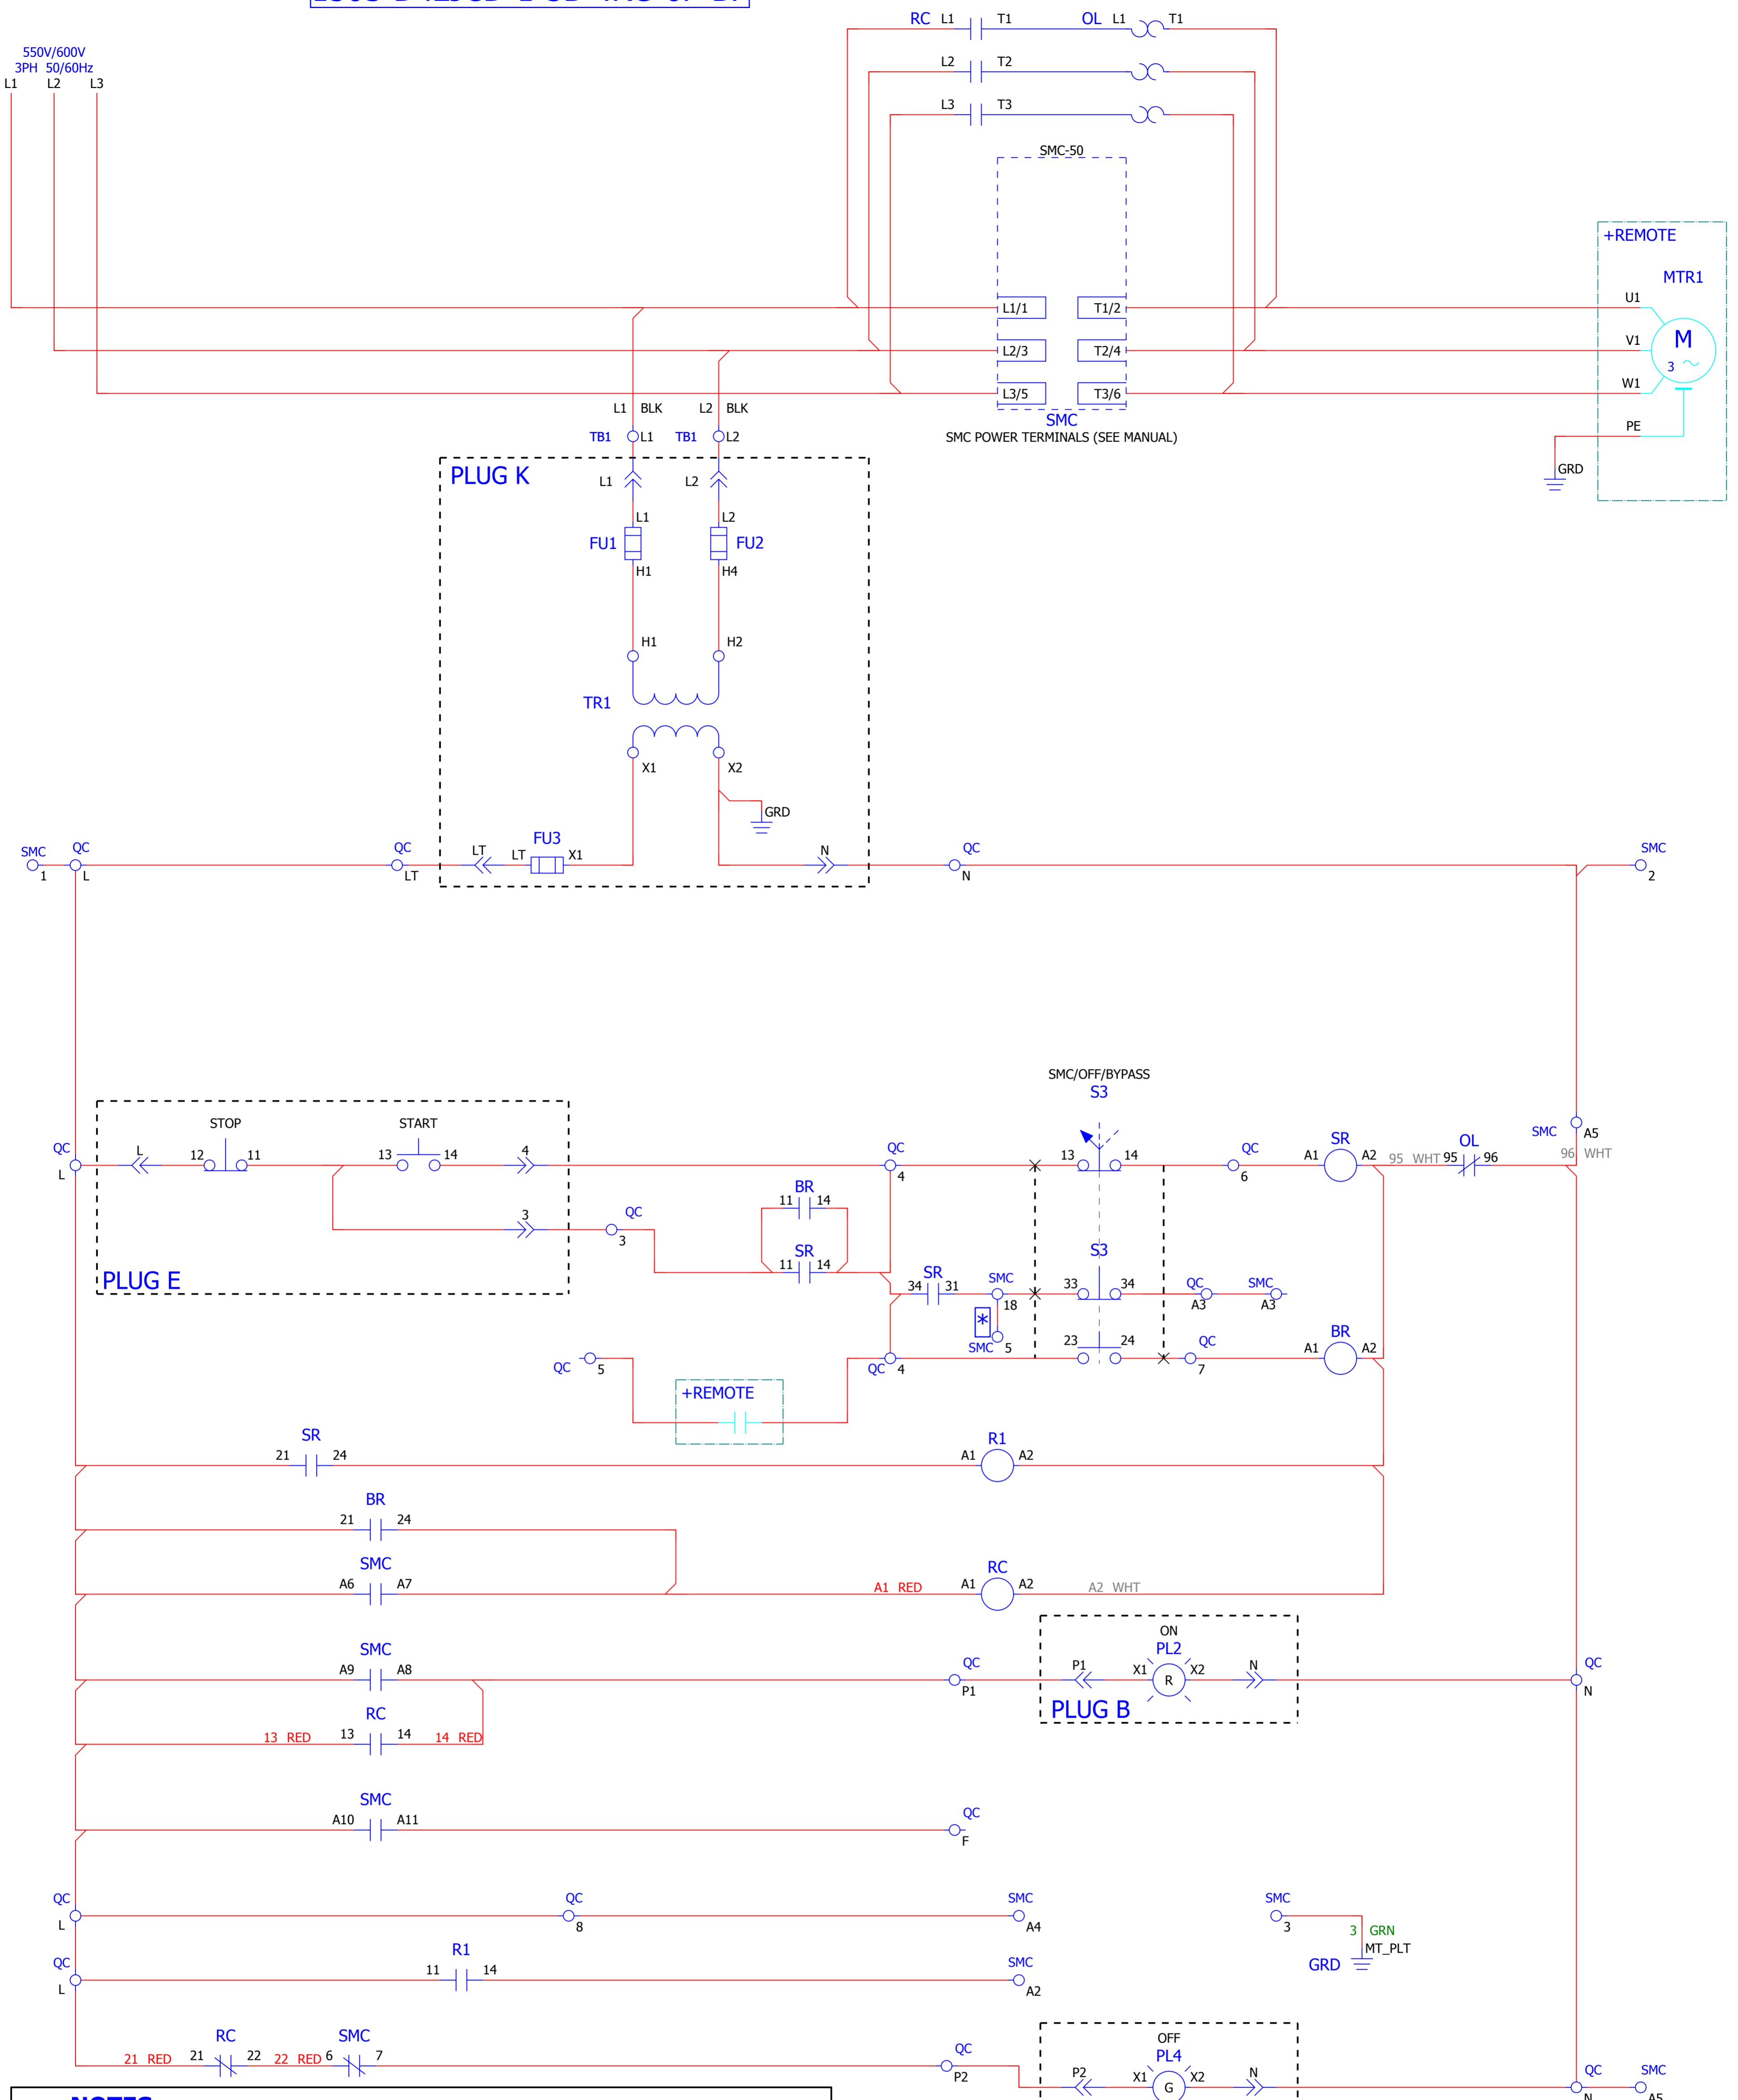 550V/600V
3PH 50/60Hz
L1 L2 L3
RC L1 T1 OL L1 T1
L2 T2
L3 T3
SMC-50
L1/1 T1/2
L2/3 T2/4
L3/5 T3/6
SMC
SMC POWER TERMINALS (SEE MANUAL)
+REMOTE
MTR1
U1
V1
W1
PE
M
3
GRD
L1 BLK L2 BLK
TB1 L1 TB1 L2
PLUG K
L1 L2
L1 L2
FU1 FU2
H1 H4
H1 H2
TR1
X1 X2
GRD
SMC QC QC FU3 QC SMC
LT LT X1 N
1 L LT N 2
SMC/OFF/BYPASS
S3
STOP START
QC L 12 11 13 14 4 QC 13 14 QC SR OL SMC A5
L 4 6 A1 A2 95 WHT 95 96 96 WHT
BR
11 14
3 QC
3
SR
11 14
PLUG E
S3
SR SMC
34 31 18 33 34 QC SMC
A3 A3
*
SMC 5 23 24 QC BR
QC 5 QC 4 7 A1 A2
+REMOTE
SR R1
21 24 A1 A2
BR
21 24
SMC RC
A6 A7 A1 RED A1 A2 A2 WHT
ON
SMC PL2
A9 A8 QC P1 X1 R X2 N QC
P1 N
PLUG B
RC
13 RED 13 14 14 RED
SMC
A10 A11 QC
F
QC QC SMC SMC
L 8 A4 3
3 GRN
MT_PLT
GRD
QC R1 SMC
L 11 14 A2
OFF
RC SMC PL4
21 RED 21 22 22 RED 6 7 QC P2 X1 G X2 N QC SMC
P2 N A5